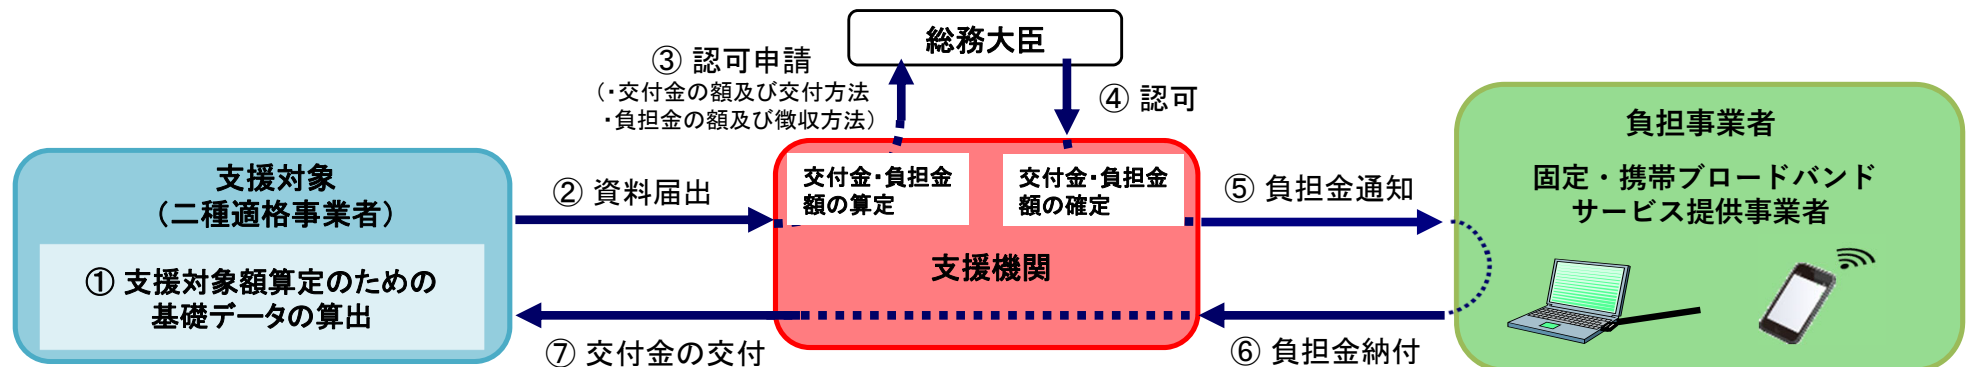 総務大臣
③ 認可申請
（・交付金の額及び交付方法
・負担金の額及び徴収方法）
④ 認可
支援対象
（二種適格事業者）
① 支援対象額算定のための
基礎データの算出
② 資料届出
交付金・負担金
額の算定
交付金・負担金
額の確定
支援機関
⑤ 負担金通知
負担事業者
固定・携帯ブロードバンド
サービス提供事業者
⑥ 負担金納付
⑦ 交付金の交付